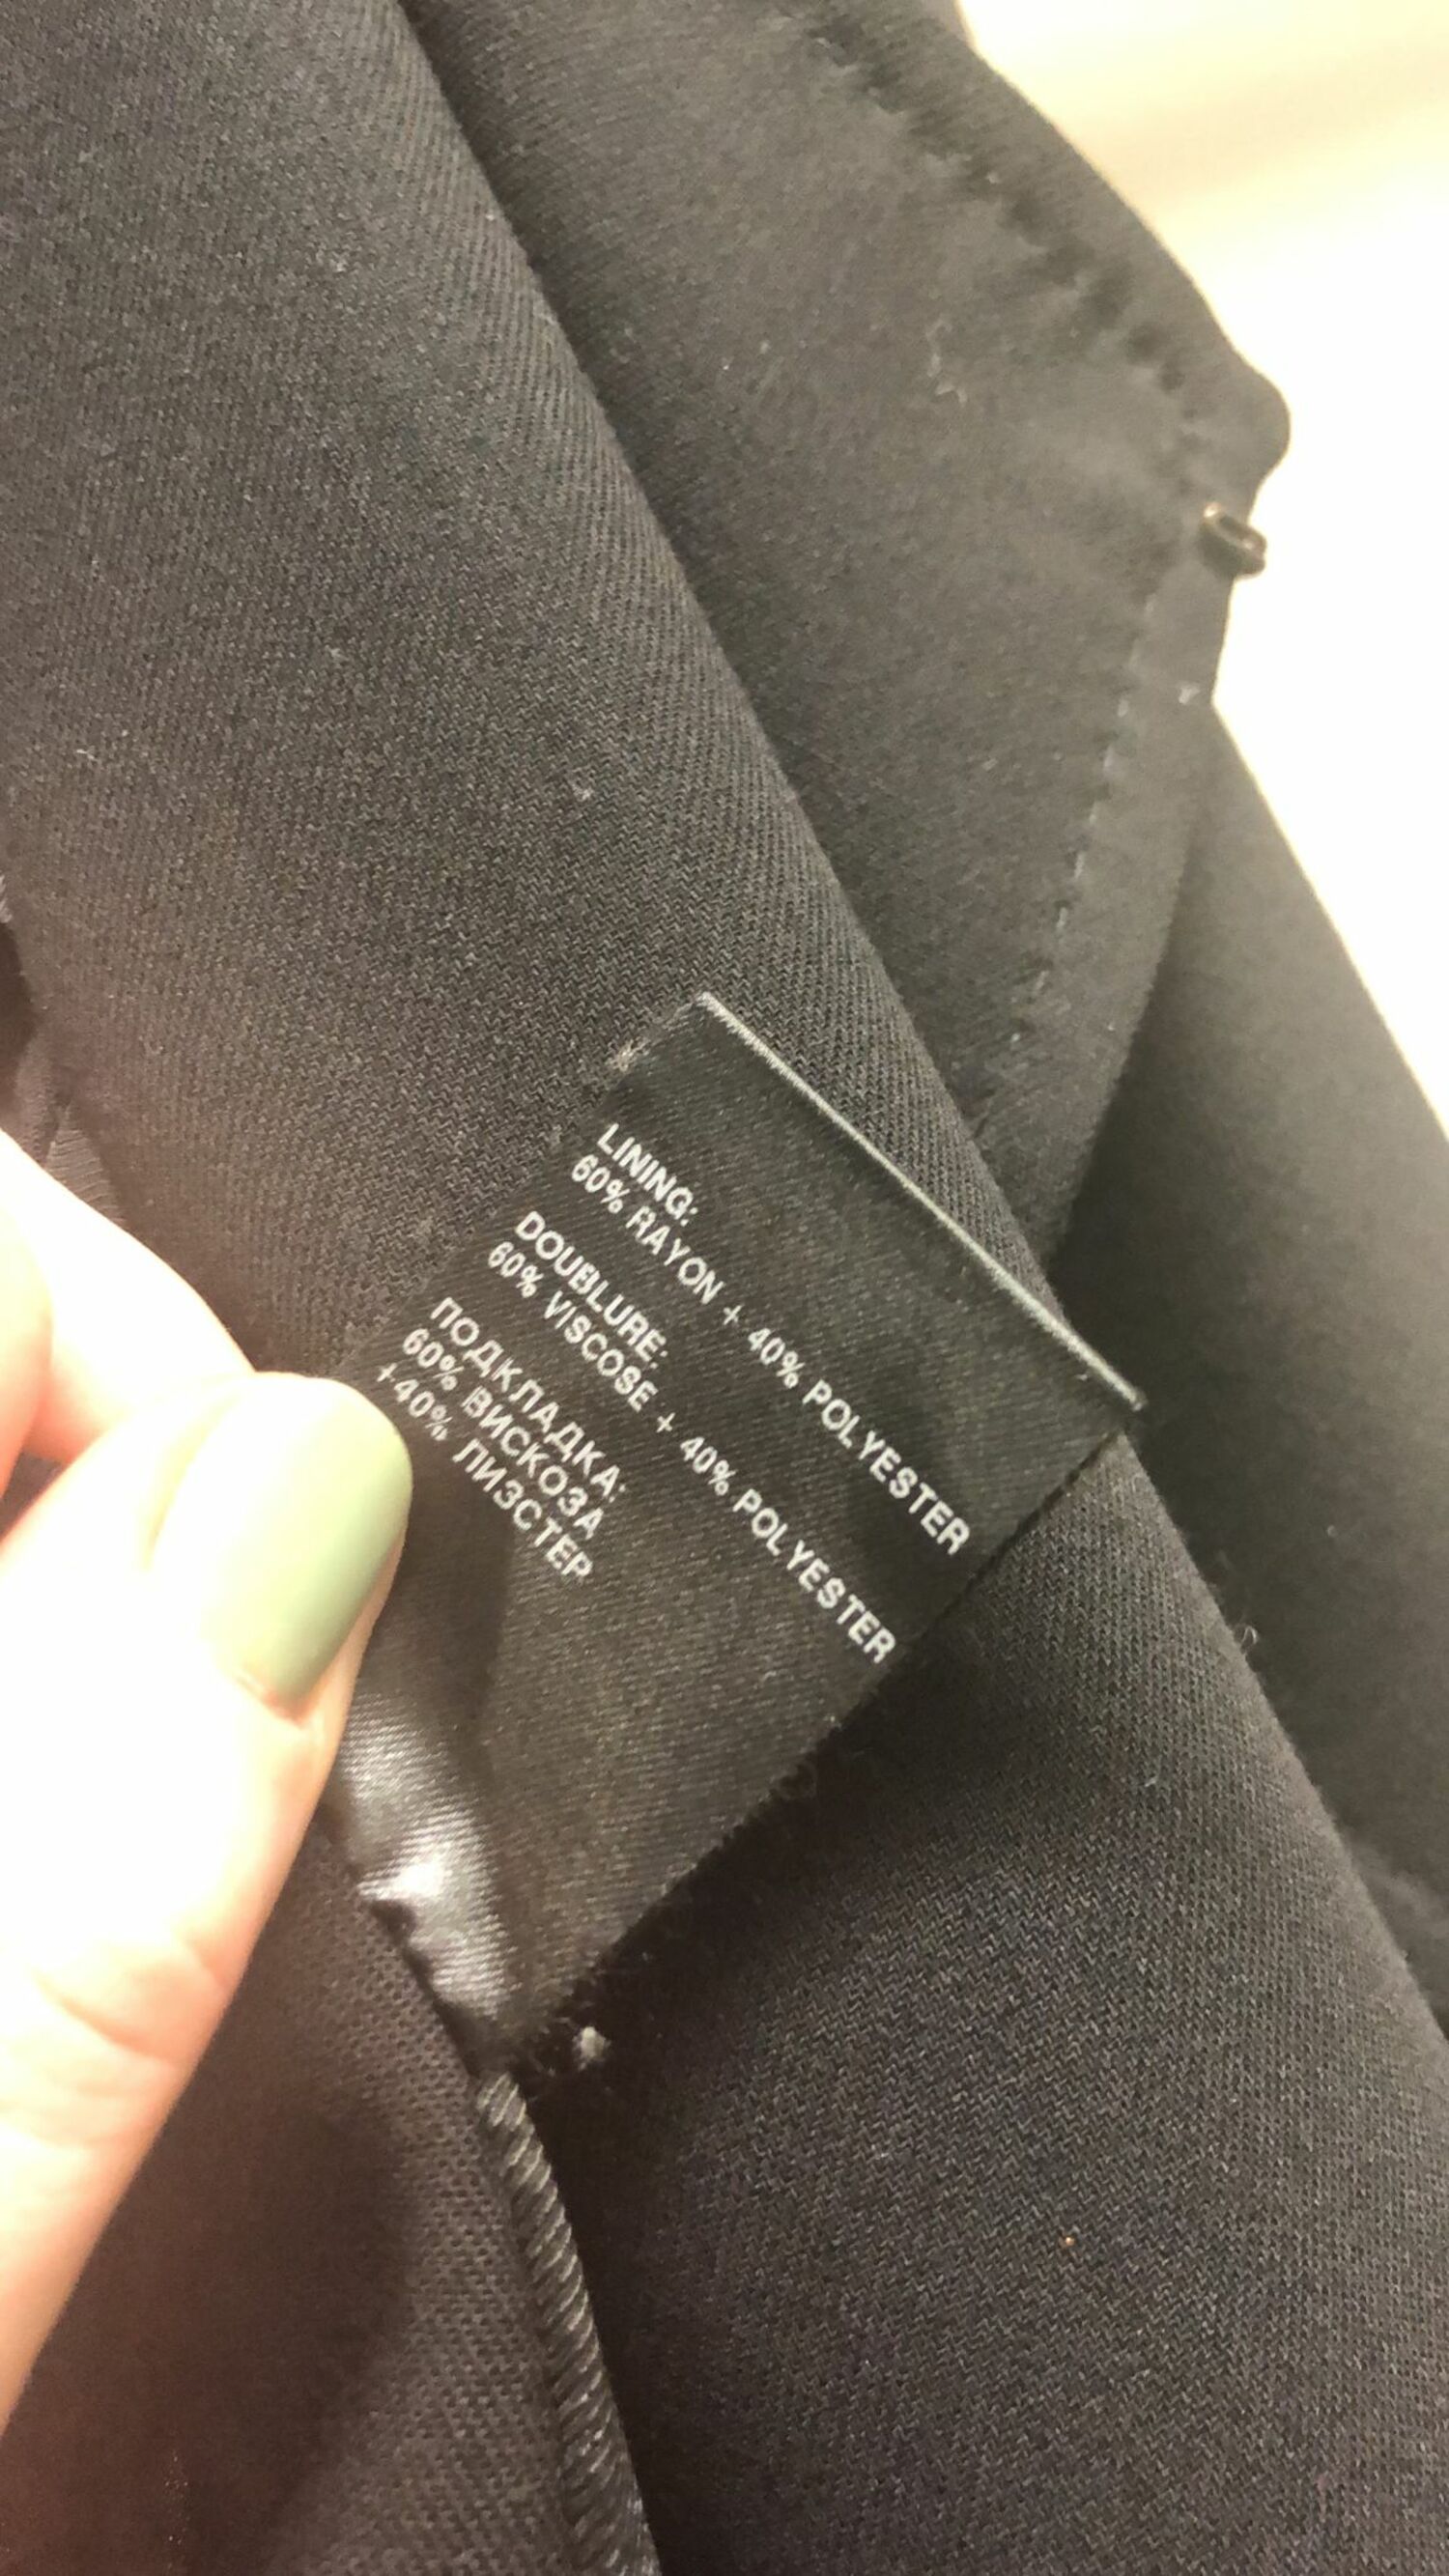 LINING:
60% RAYON + 40% POLYESTER
DOUBLURE:
60% VISCOSE + 40% POLYESTER
ПОДКЛАДКА:
60% ВИСКОЗА
+40% ПИЗСТЕР